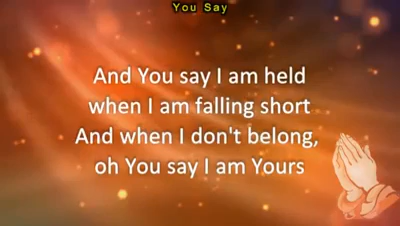 You Say
And You say I am held
when I am falling short
And when I don't belong,
oh You say I am Yours